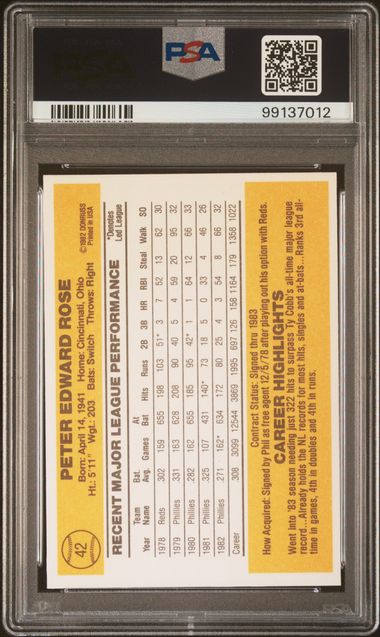 PSA
99137012
42
PETER EDWARD ROSE
Born: April 14, 1941 Home: Cincinnati, Ohio
Ht.: 5'11" Wgt.: 203 Bats: Switch Throws: Right
©1982 DONRUSS
Printed in USA
RECENT MAJOR LEAGUE PERFORMANCE
*Denotes
Led League
Year Team Name Bat. Avg. Games At Bat Hits Runs 2B 3B HR RBI Steal Walk SO
1978 Reds .302 159 655 198 103 51* 3 7 52 13 62 30
1979 Phillies .331 163 628 208 90 40 5 4 59 20 95 32
1980 Phillies .282 162 655 185 95 42* 1 1 64 12 66 33
1981 Phillies .325 107 431 140* 73 18 5 0 33 4 46 26
1982 Phillies .271 162* 634 172 80 25 4 3 54 8 66 32
Career .308 3099 12544 3869 1995 697 126 158 1164 179 1358 1022
Contract Status: Signed thru 1983
How Acquired: Signed by Phil as free agent 12/5/78 after playing out his option with Reds.
CAREER HIGHLIGHTS
Went into '83 season needing just 322 hits to surpass Ty Cobb's all-time major league
record...Already holds the NL records for most hits, singles and at-bats...Ranks 3rd all-
time in games, 4th in doubles and 4th in runs.